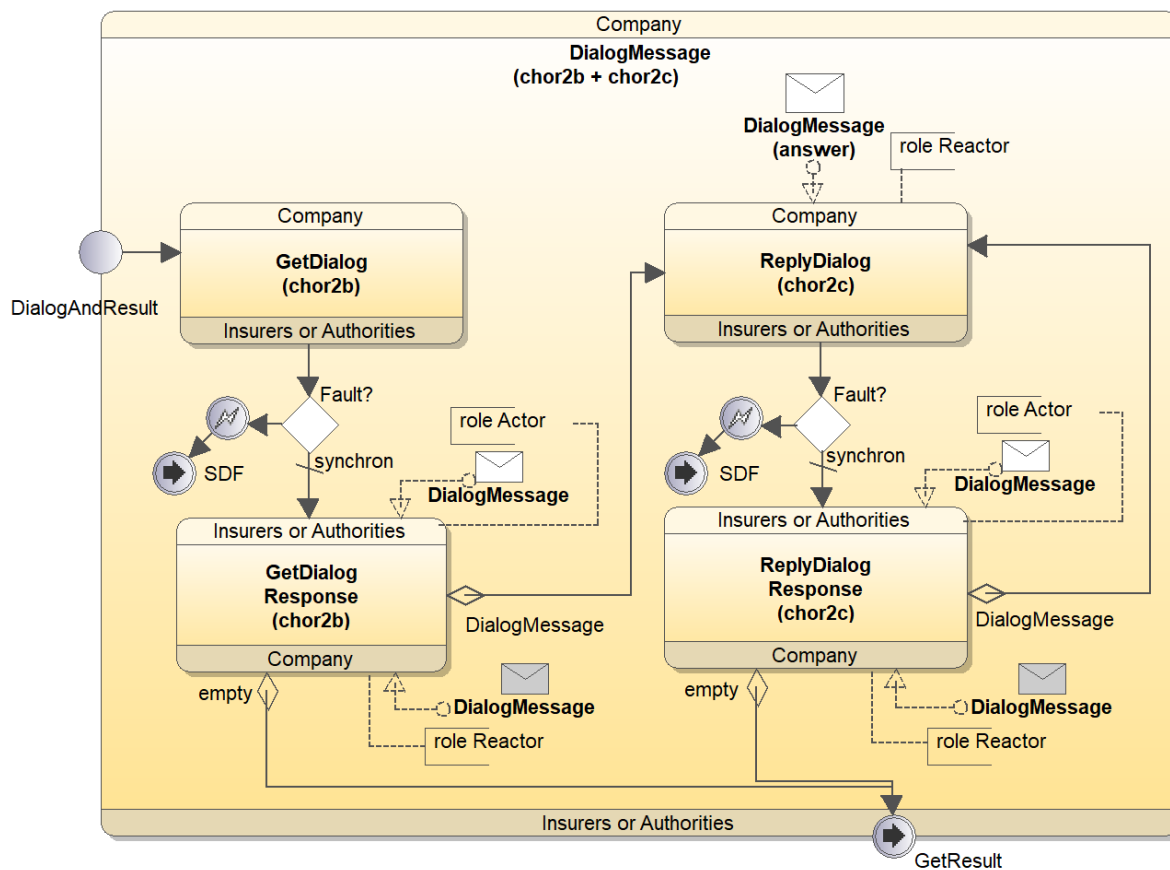 Company
DialogMessage
(chor2b + chor2c)
DialogMessage
(answer)
role Reactor
Company
GetDialog
(chor2b)
Insurers or Authorities
Company
ReplyDialog
(chor2c)
Insurers or Authorities
DialogAndResult
Fault?
SDF
synchron
role Actor
DialogMessage
Fault?
SDF
synchron
role Actor
DialogMessage
Insurers or Authorities
GetDialog
Response
(chor2b)
Company
DialogMessage
Insurers or Authorities
ReplyDialog
Response
(chor2c)
Company
DialogMessage
empty
DialogMessage
role Reactor
empty
DialogMessage
role Reactor
Insurers or Authorities
GetResult